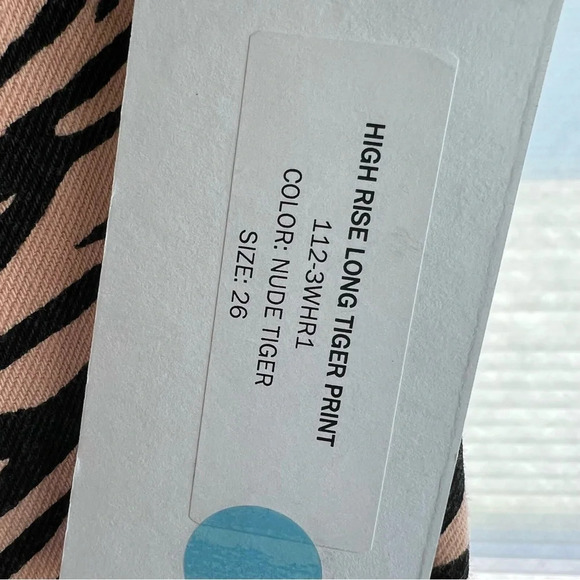 HIGH RISE LONG TIGER PRINT
112-3WHR1
COLOR: NUDE TIGER
SIZE: 26